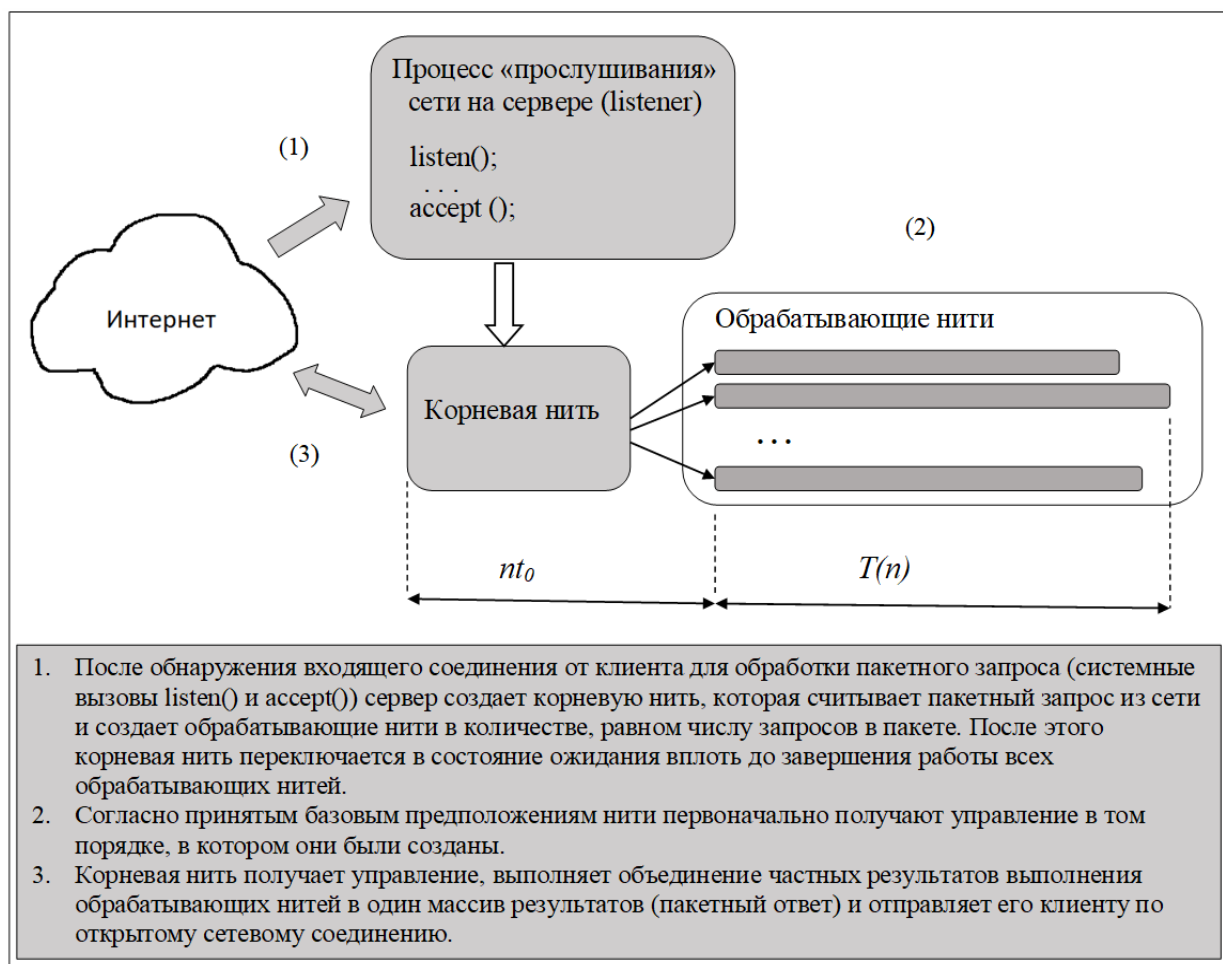 Процесс «прослушивания»
сети на сервере (listener)
listen();
. . .
accept ();
(1)
(2)
Интернет
Обрабатывающие нити
Корневая нить
...
(3)
nt₀
T(n)
1. После обнаружения входящего соединения от клиента для обработки пакетного запроса (системные
вызовы listen() и accept()) сервер создает корневую нить, которая считывает пакетный запрос из сети
и создает обрабатывающие нити в количестве, равном числу запросов в пакете. После этого
корневая нить переключается в состояние ожидания вплоть до завершения работы всех
обрабатывающих нитей.
2. Согласно принятым базовым предположениям нити первоначально получают управление в том
порядке, в котором они были созданы.
3. Корневая нить получает управление, выполняет объединение частных результатов выполнения
обрабатывающих нитей в один массив результатов (пакетный ответ) и отправляет его клиенту по
открытому сетевому соединению.